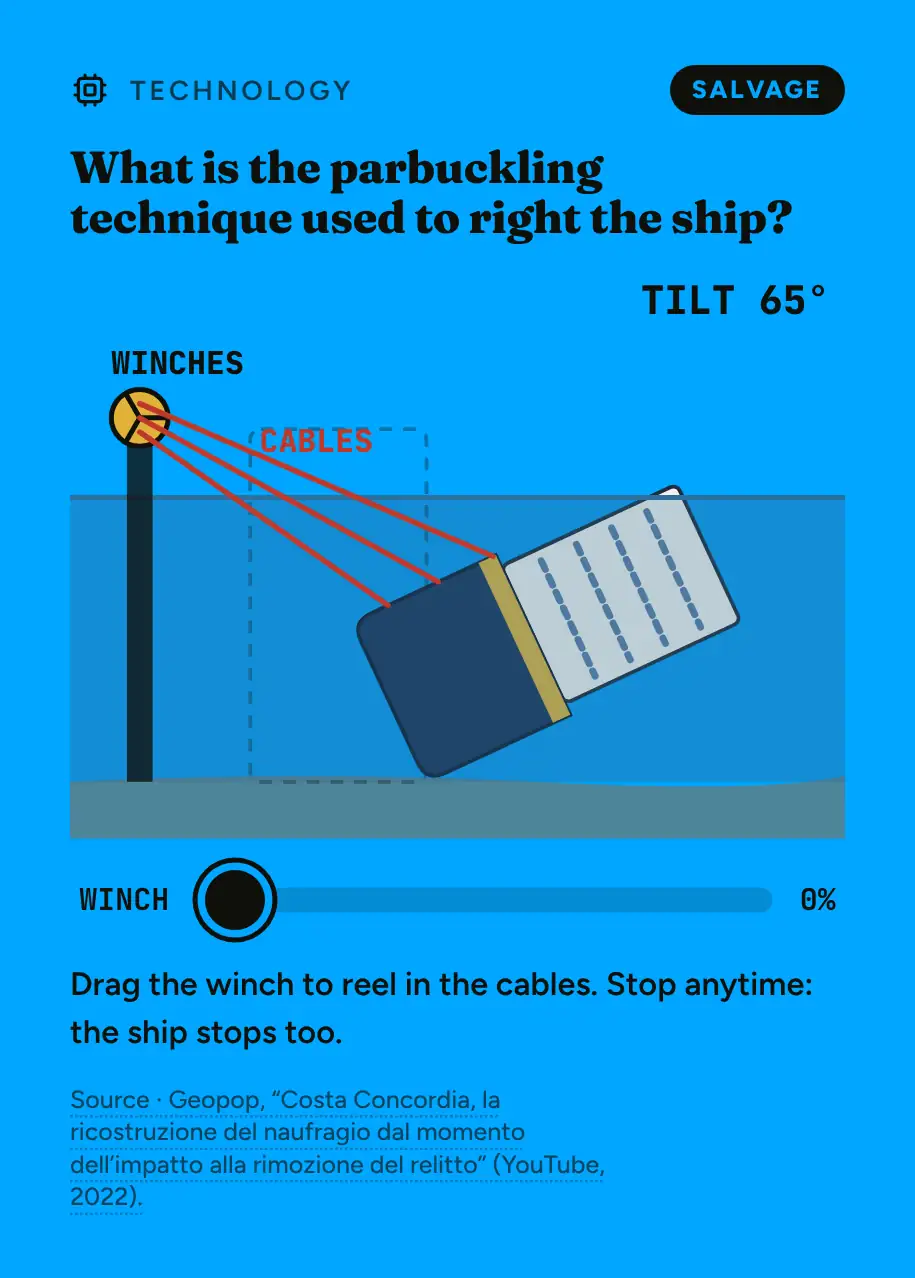 TECHNOLOGY
SALVAGE
What is the parbuckling
technique used to right the ship?
TILT 65°
WINCHES
CABLES
WINCH
0%
Drag the winch to reel in the cables. Stop anytime:
the ship stops too.
Source · Geopop, “Costa Concordia, la
ricostruzione del naufragio dal momento
dell’impatto alla rimozione del relitto” (YouTube,
2022).